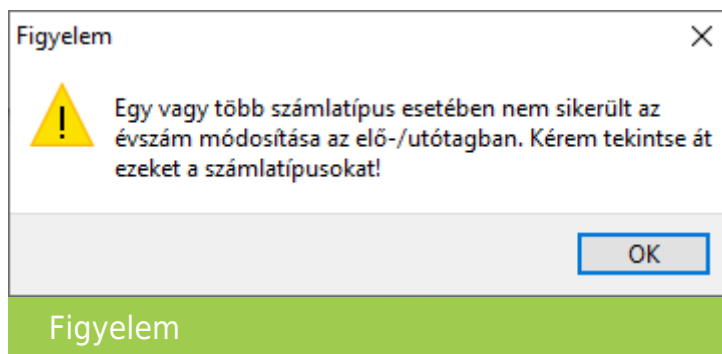 Figyelem
Egy vagy több számlatípus esetében nem sikerült az
évszám módosítása az elő-/utótagban. Kérem tekintse át
ezeket a számlatípusokat!
OK
Figyelem